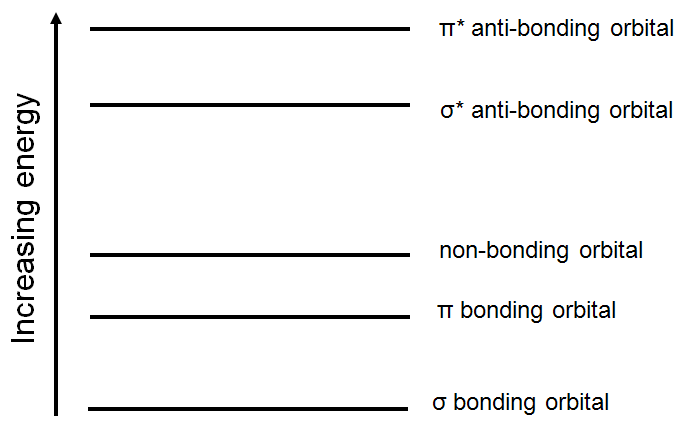 Increasing energy
π* anti-bonding orbital
σ* anti-bonding orbital
non-bonding orbital
π bonding orbital
σ bonding orbital